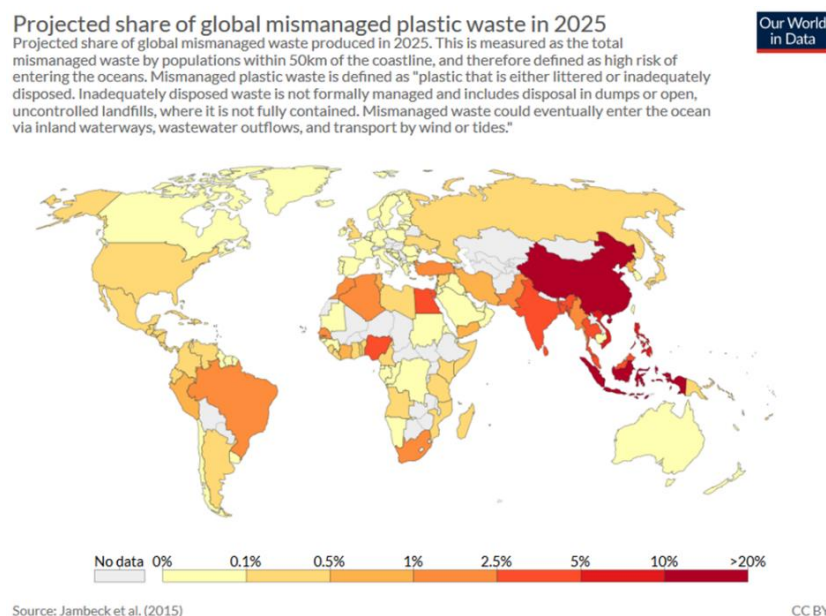 Projected share of global mismanaged plastic waste in 2025
Our World
in Data
Projected share of global mismanaged waste produced in 2025. This is measured as the total
mismanaged waste by populations within 50km of the coastline, and therefore defined as high risk of
entering the oceans. Mismanaged plastic waste is defined as "plastic that is either littered or inadequately
disposed. Inadequately disposed waste is not formally managed and includes disposal in dumps or open,
uncontrolled landfills, where it is not fully contained. Mismanaged waste could eventually enter the ocean
via inland waterways, wastewater outflows, and transport by wind or tides."
No data 0% 0.1% 0.5% 1% 2.5% 5% 10% >20%
Source: Jambeck et al. (2015) CC BY